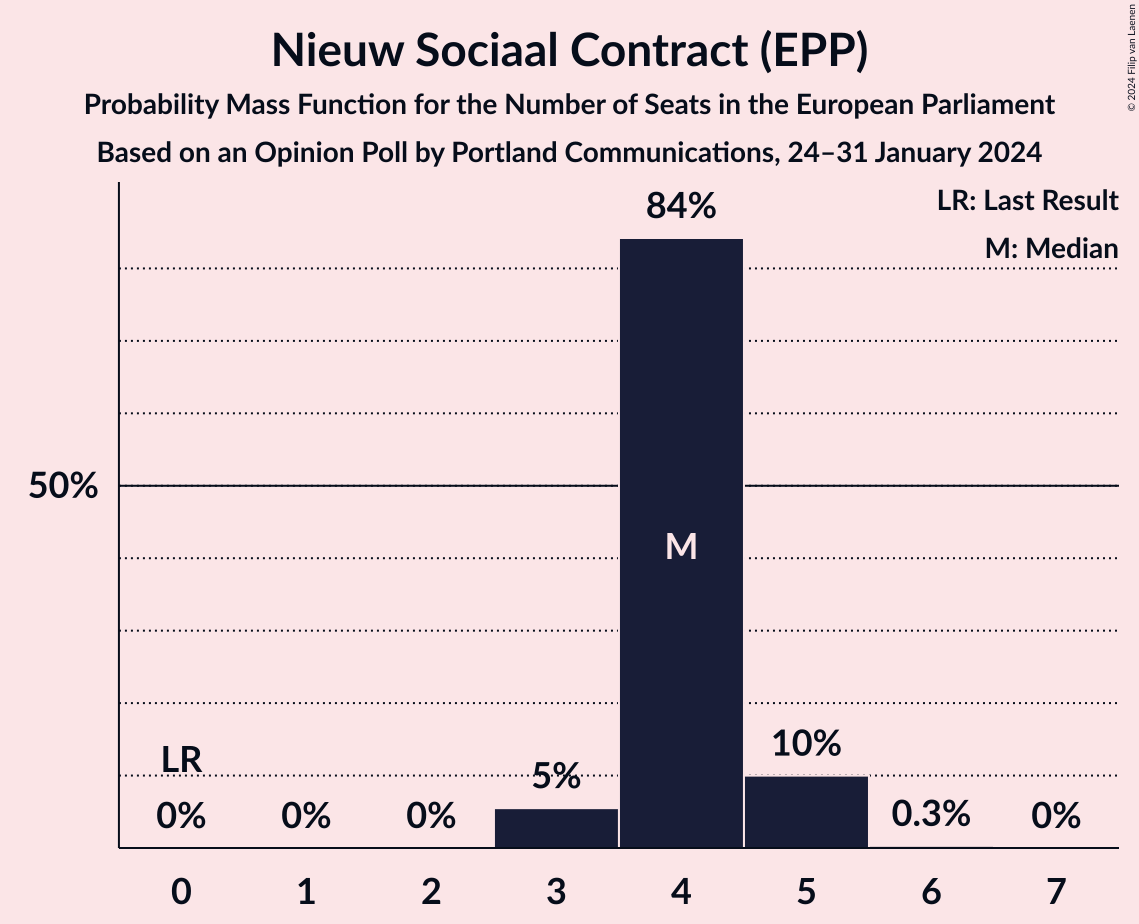 Nieuw Sociaal Contract (EPP)
Probability Mass Function for the Number of Seats in the European Parliament
Based on an Opinion Poll by Portland Communications, 24–31 January 2024
© 2024 Filip van Laenen
LR: Last Result
M: Median
84%
50%
M
LR
0%
0%
0%
5%
10%
0.3%
0%
0
1
2
3
4
5
6
7